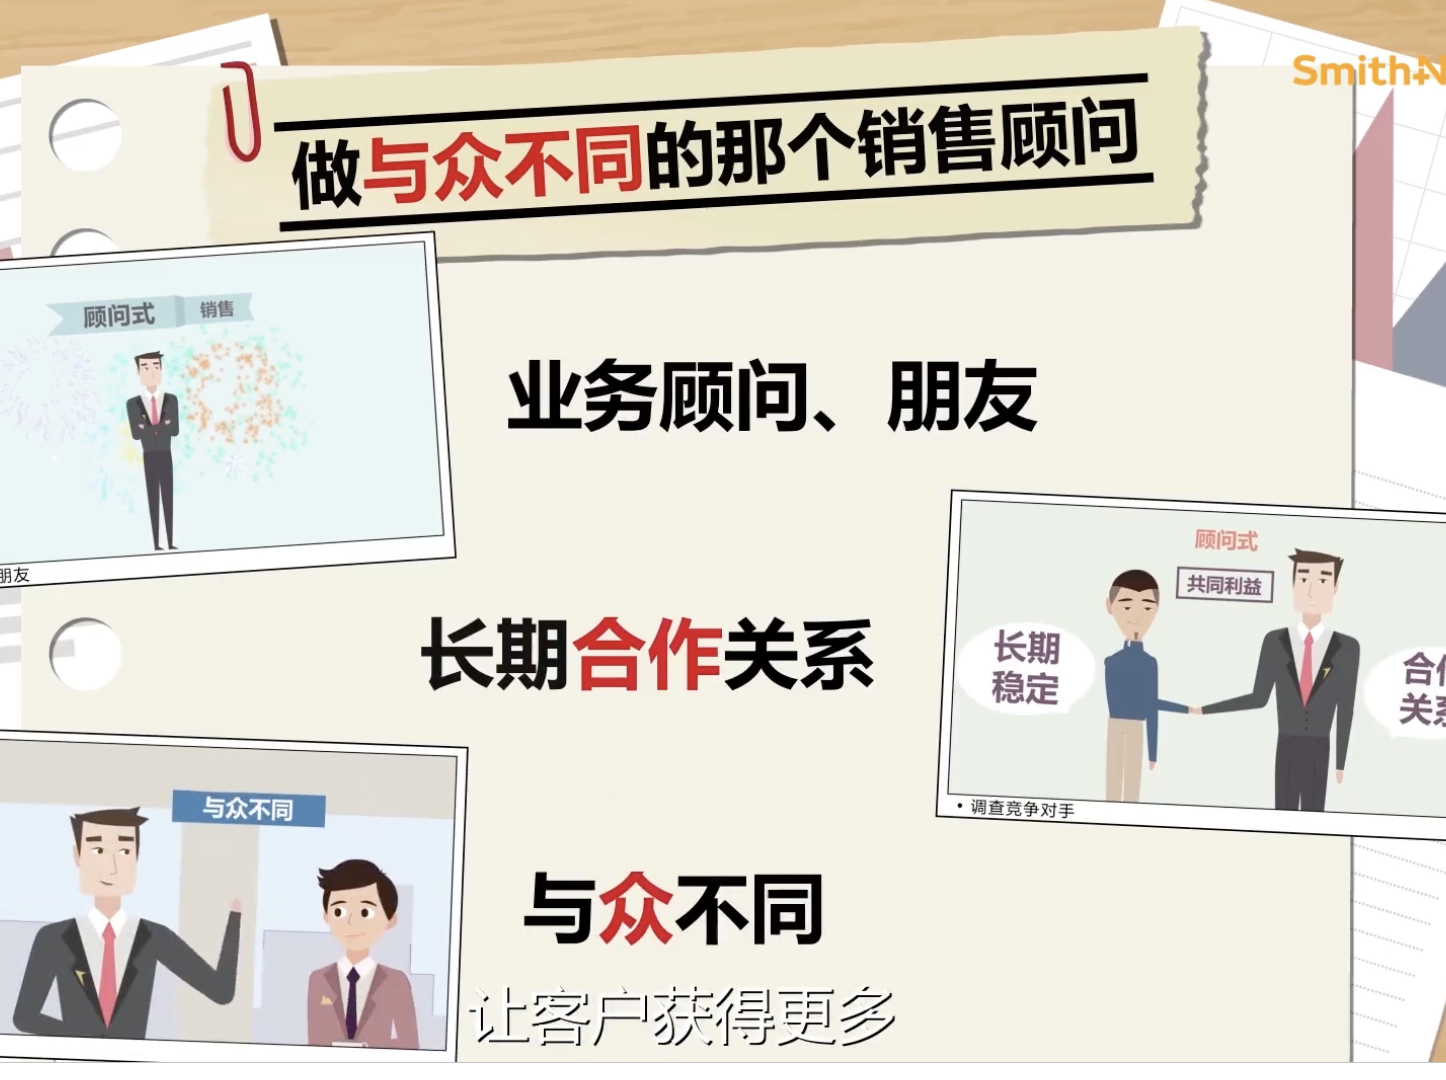 Smith+N
做与众不同的那个销售顾问
顾问式 销售
朋友
业务顾问、朋友
顾问式
共同利益
长期
稳定
合作
关系
• 调查竞争对手
长期合作关系
与众不同
与众不同
让客户获得更多